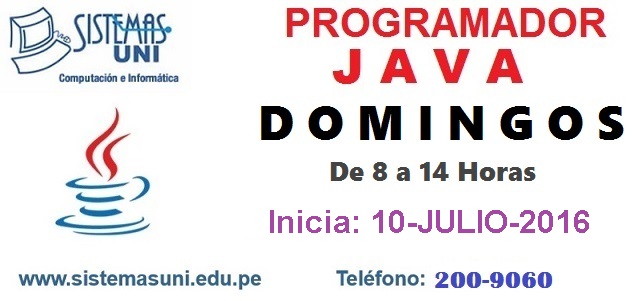 SISTEMAS
UNI
Computación e Informática
PROGRAMADOR
JAVA
DOMINGOS
De 8 a 14 Horas
Inicia: 10-JULIO-2016
www.sistemasuni.edu.pe
Teléfono: 200-9060